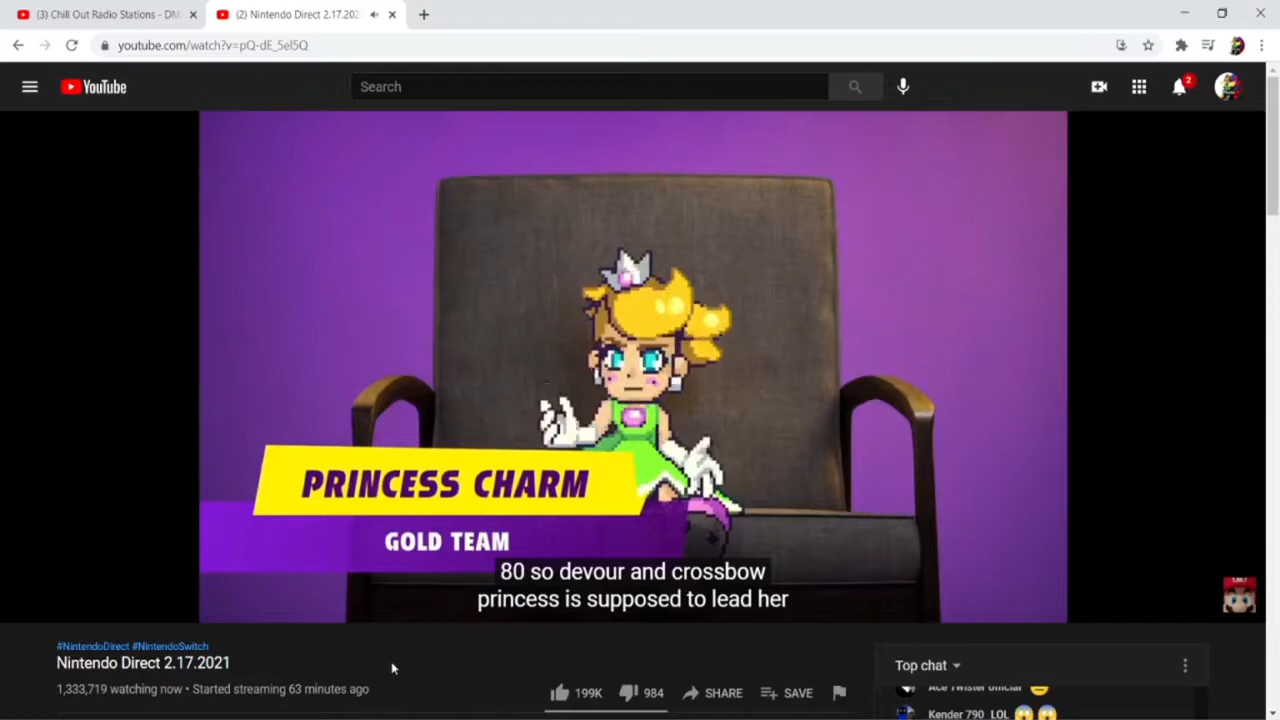 (3) Chill Out Radio Stations - DM
(2) Nintendo Direct 2.17.202
youtube.com/watch?v=pQ-dE_5el5Q
YouTube
Search
2
PRINCESS CHARM
GOLD TEAM
80 so devour and crossbow
princess is supposed to lead her
#NintendoDirect #NintendoSwitch
Nintendo Direct 2.17.2021
1,333,719 watching now • Started streaming 63 minutes ago
199K
984
SHARE
SAVE
Top chat
Ace Twister Official
Kender 790 LOL